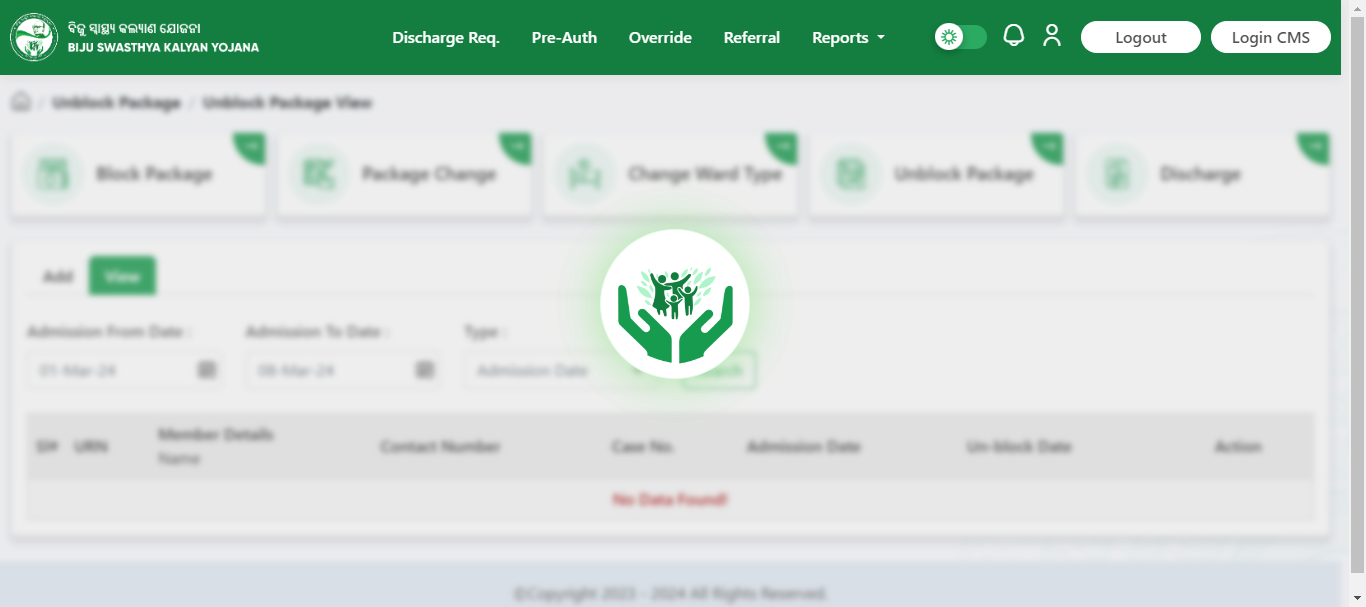 ବିଜୁ ସ୍ୱାସ୍ଥ୍ୟ କଲ୍ୟାଣ ଯୋଜନା
BIJU SWASTHYA KALYAN YOJANA
Discharge Req. Pre-Auth Override Referral Reports Logout Login CMS
/ Unblock Package / Unblock Package View
Block Package Package Change Change Ward Type Unblock Package Discharge
Add View
Admission From Date : Admission To Date : Type :
01-Mar-24 08-Mar-24 Admission Date
Sl# URN Member Details Contact Number Case No. Admission Date Un-block Date Action
Name
No Data Found!
©Copyright 2023 - 2024 All Rights Reserved.